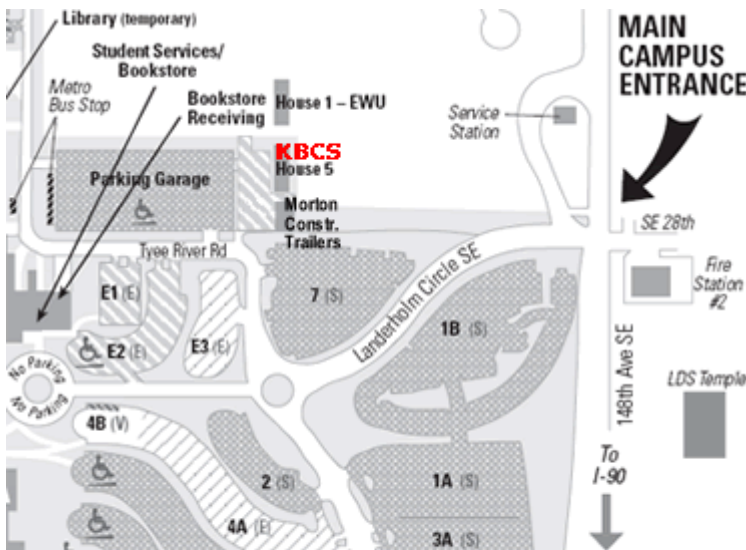 Library (temporary)
Student Services/
Bookstore
Metro
Bus Stop
Bookstore
Receiving
House 1 – EWU
KBCS
House 5
Parking Garage
Morton
Constr.
Trailers
Tyee River Rd
Service
Station
MAIN
CAMPUS
ENTRANCE
SE 28th
Fire
Station
#2
Landerholm Circle SE
148th Ave SE
LDS Temple
To
I-90
E1 (E)
E2 (E)
E3 (E)
7 (S)
1B (S)
No Parking
No Parking
4B (V)
2 (S)
4A (E)
1A (S)
3A (S)